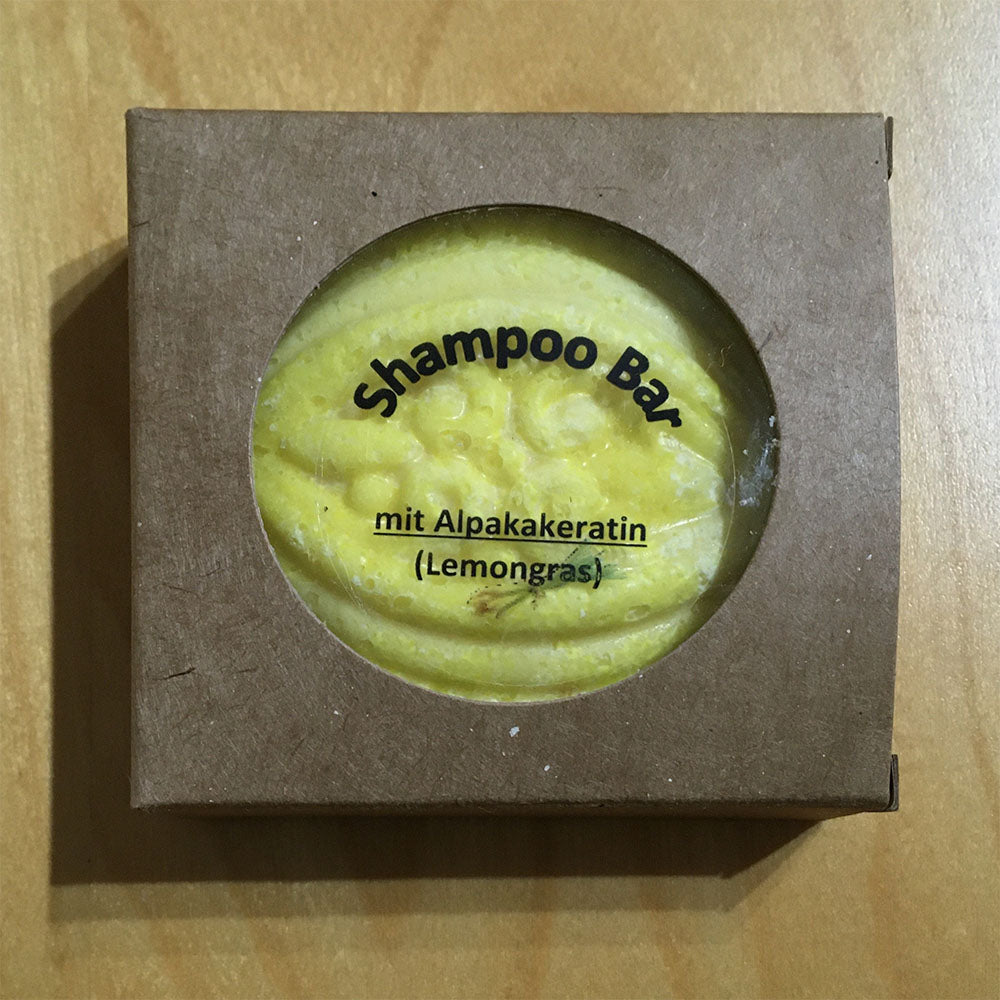 Shampoo Bar
mit Alpakakeratin
(Lemongras)